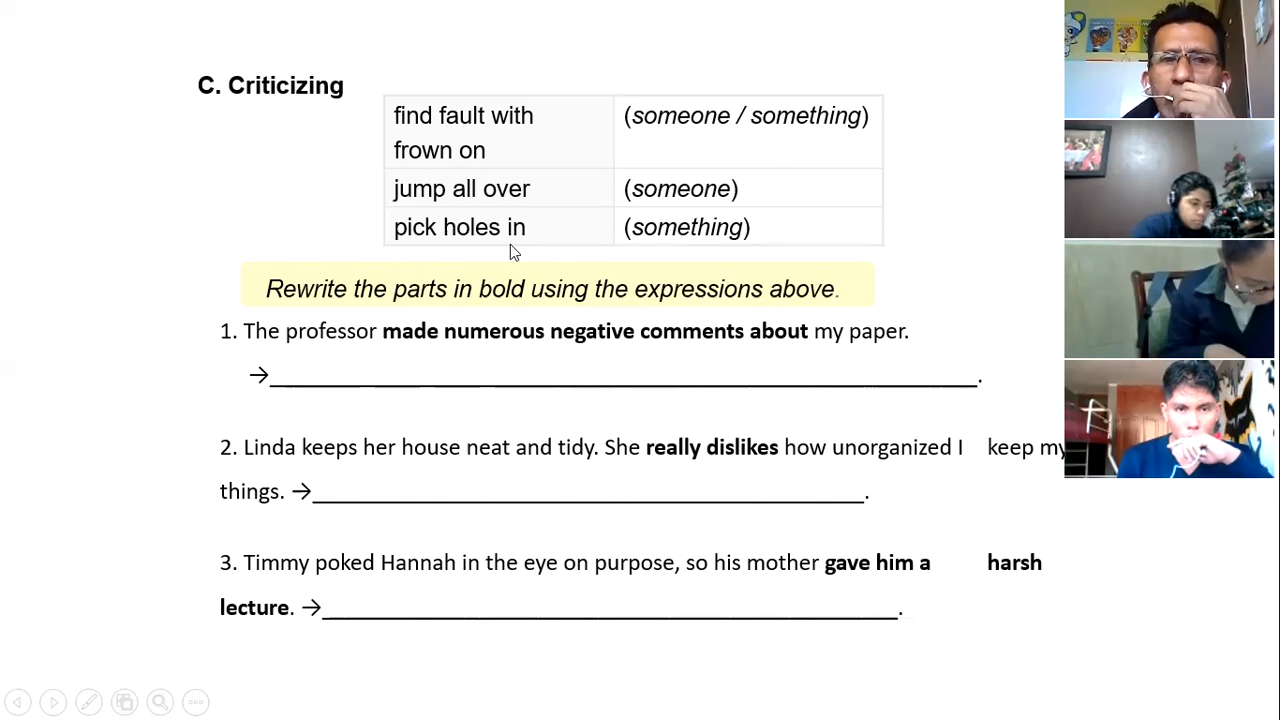 C. Criticizing
find fault with (someone / something)
frown on
jump all over (someone)
pick holes in (something)
Rewrite the parts in bold using the expressions above.
1. The professor made numerous negative comments about my paper.
→ ______________________________.
2. Linda keeps her house neat and tidy. She really dislikes how unorganized I keep my
things. → ______________________________.
3. Timmy poked Hannah in the eye on purpose, so his mother gave him a harsh
lecture. → ______________________________.